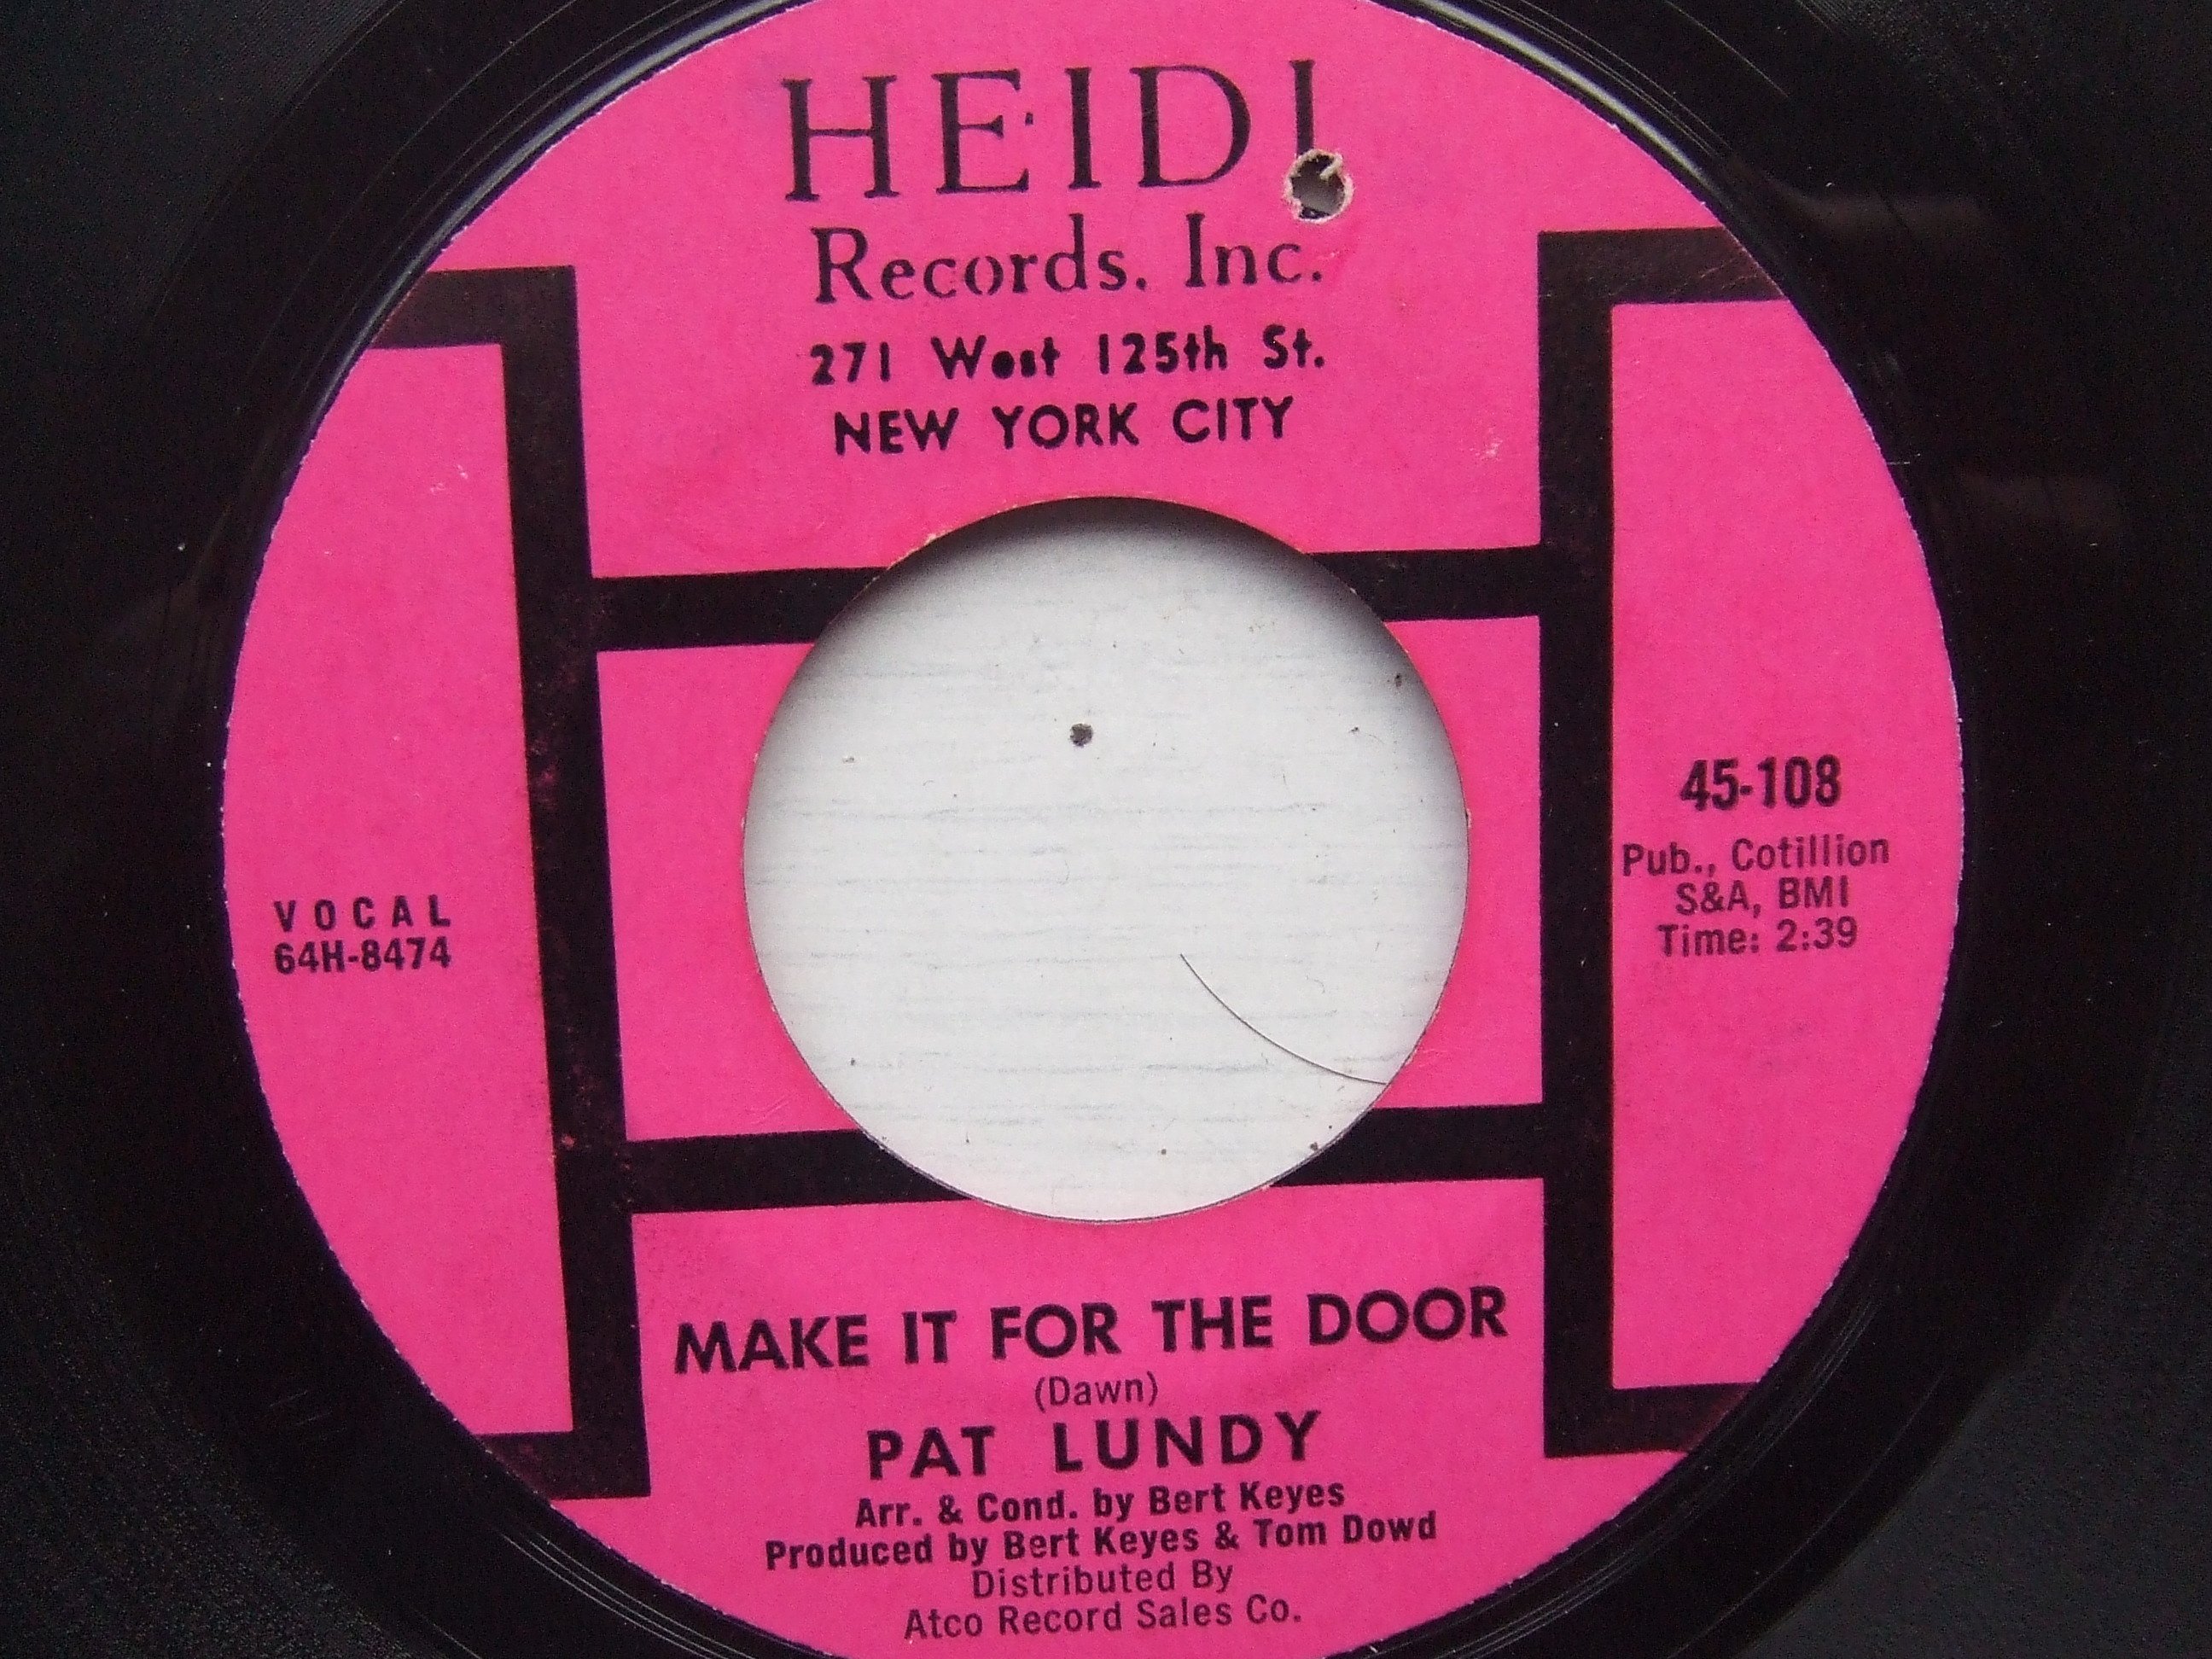 HEIDI
Records, Inc.
271 West 125th St.
NEW YORK CITY
VOCAL
64H-8474
45-108
Pub., Cotillion
S&A, BMI
Time: 2:39
MAKE IT FOR THE DOOR
(Dawn)
PAT LUNDY
Arr. & Cond. by Bert Keyes
Produced by Bert Keyes & Tom Dowd
Distributed By
Atco Record Sales Co.